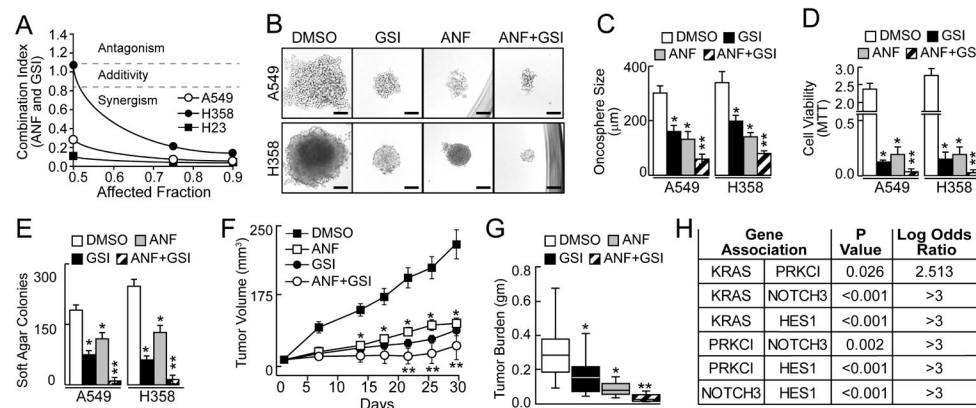 A
Combination Index
(ANF and GSI)
1.4
1.2
1.0
0.8
0.6
0.4
0.2
0.0
Antagonism
Additivity
Synergism
A549
H358
H23
0.5 0.6 0.7 0.8 0.9
Affected Fraction
B
DMSO GSI ANF ANF+GSI
A549
H358
C
DMSO GSI
ANF ANF+GSI
Oncosphere Size
(µm)
400
200
0
* * **
* * **
A549 H358
D
DMSO GSI
ANF ANF+GSI
Cell Viability
(MTT)
3.0
2.0
1.0
0.5
0
* * **
* * **
A549 H358
E
DMSO ANF
GSI ANF+GSI
Soft Agar Colonies
300
150
0
* * **
* * **
A549 H358
F
DMSO
ANF
GSI
ANF+GSI
Tumor Volume (mm³)
250
175
100
0
* * * * *
** ** **
0 5 10 15 20 25 30
Days
G
DMSO ANF
GSI ANF+GSI
Tumor Burden (gm)
0.8
0.6
0.4
0.2
0
* * **
H
Gene Association P Value Log Odds Ratio
KRAS PRKCI 0.026 2.513
KRAS NOTCH3 <0.001 >3
KRAS HES1 <0.001 >3
PRKCI NOTCH3 0.002 >3
PRKCI HES1 <0.001 >3
NOTCH3 HES1 <0.001 >3